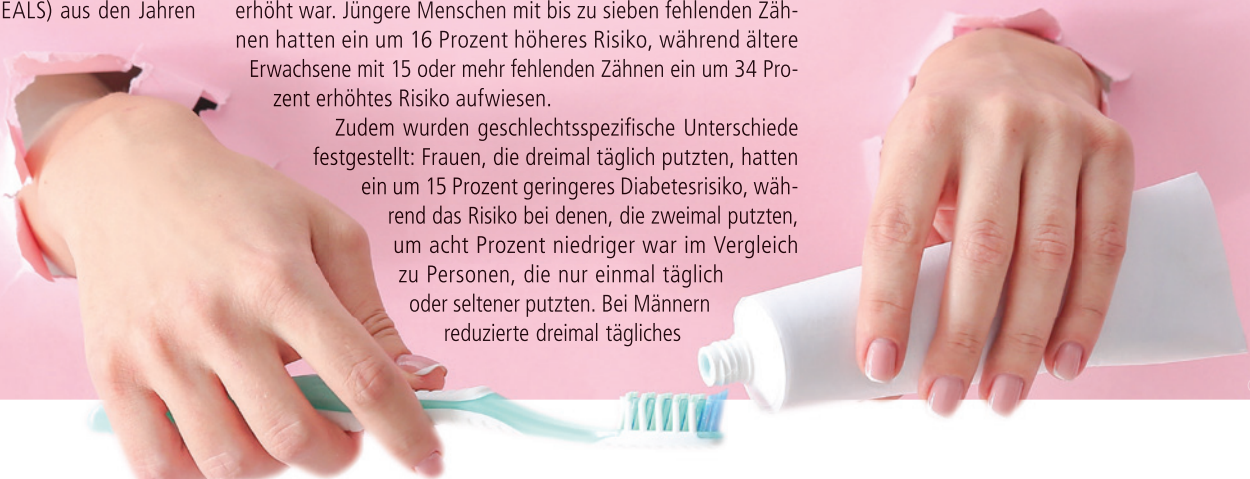 EALS) aus den Jahren
erhöht war. Jüngere Menschen mit bis zu sieben fehlenden Zäh-
nen hatten ein um 16 Prozent höheres Risiko, während ältere
Erwachsene mit 15 oder mehr fehlenden Zähnen ein um 34 Pro-
zent erhöhtes Risiko aufwiesen.
Zudem wurden geschlechtsspezifische Unterschiede
festgestellt: Frauen, die dreimal täglich putzten, hatten
ein um 15 Prozent geringeres Diabetesrisiko, wäh-
rend das Risiko bei denen, die zweimal putzten,
um acht Prozent niedriger war im Vergleich
zu Personen, die nur einmal täglich
oder seltener putzten. Bei Männern
reduzierte dreimal tägliches